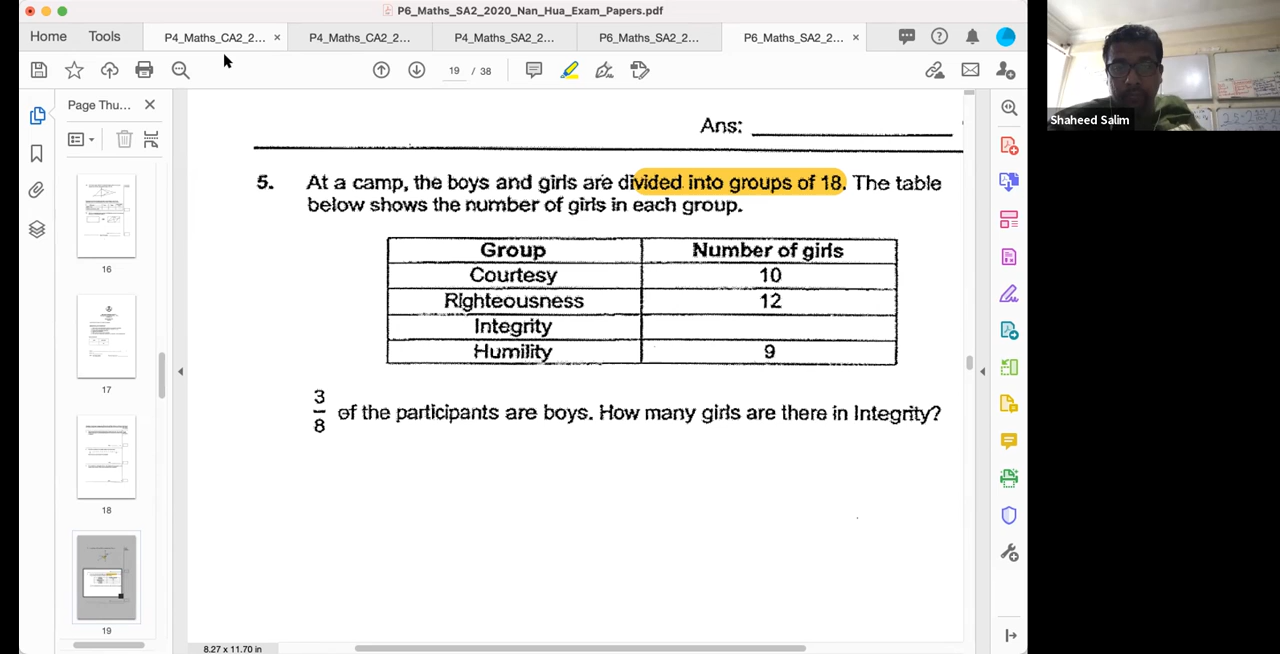 P6_Maths_SA2_2020_Nan_Hua_Exam_Papers.pdf
Home Tools P4_Maths_CA2_2... × P4_Maths_CA2_2... P4_Maths_SA2_2... P6_Maths_SA2_2... P6_Maths_SA2_2... ×
19 / 38
Page Thu...
16
17
18
19
Ans:
5. At a camp, the boys and girls are divided into groups of 18. The table
below shows the number of girls in each group.
Group Number of girls
Courtesy 10
Righteousness 12
Integrity
Humility 9
3/8 of the participants are boys. How many girls are there in Integrity?
8.27 x 11.70 in
Shaheed Salim